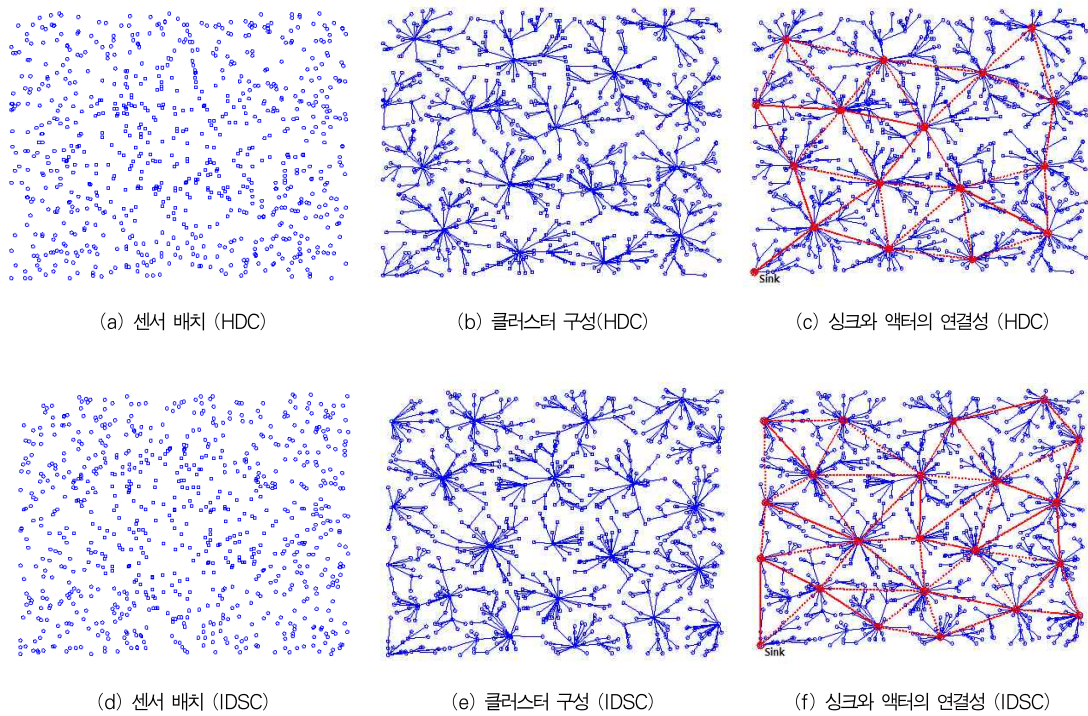 Sink
(a) 센서 배치 (HDC)
(b) 클러스터 구성(HDC)
(c) 싱크와 액터의 연결성 (HDC)
Sink
(d) 센서 배치 (IDSC)
(e) 클러스터 구성 (IDSC)
(f) 싱크와 액터의 연결성 (IDSC)